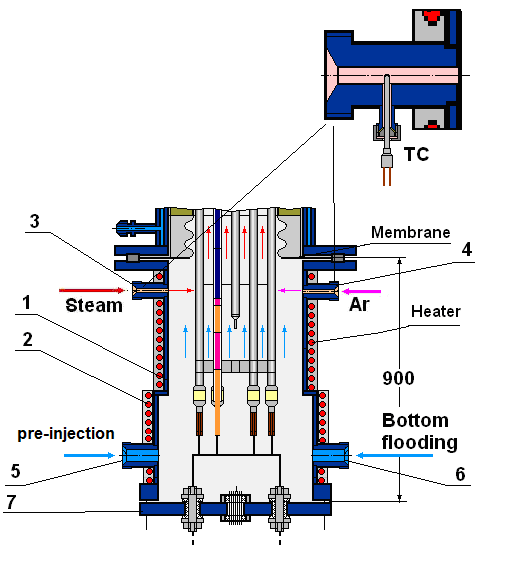 TC
3
Membrane
4
Steam
Ar
1
Heater
2
900
Bottom
flooding
pre-injection
5
6
7